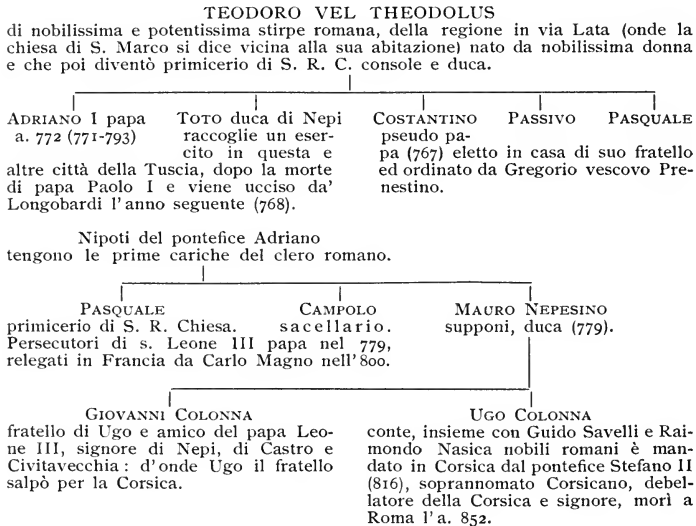 TEODORO VEL THEODOLUS
di nobilissima e potentissima stirpe romana, della regione in via Lata (onde la
chiesa di S. Marco si dice vicina alla sua abitazione) nato da nobilissima donna
e che poi diventò primicerio di S. R. C. console e duca.
ADRIANO I papa
a. 772 (771-793)
TOTO duca di Nepi
raccoglie un eser-
cito in questa e
altre città della Tuscia, dopo la morte
di papa Paolo I e viene ucciso da'
Longobardi l'anno seguente (768).
COSTANTINO
pseudo pa-
pa (767) eletto in casa di suo fratello
ed ordinato da Gregorio vescovo Pre-
nestino.
PASSIVO
PASQUALE
Nipoti del pontefice Adriano
tengono le prime cariche del clero romano.
PASQUALE
primicerio di S. R. Chiesa.
CAMPOLO
sacellario.
Persecutori di s. Leone III papa nel 779,
relegati in Francia da Carlo Magno nell'800.
MAURO NEPESINO
supponi, duca (779).
GIOVANNI COLONNA
fratello di Ugo e amico del papa Leo-
ne III, signore di Nepi, di Castro e
Civitavecchia: d'onde Ugo il fratello
salpò per la Corsica.
UGO COLONNA
conte, insieme con Guido Savelli e Rai-
mondo Nasica nobili romani è man-
dato in Corsica dal pontefice Stefano II
(816), soprannomato Corsicano, debel-
latore della Corsica e signore, morì a
Roma l'a. 852.